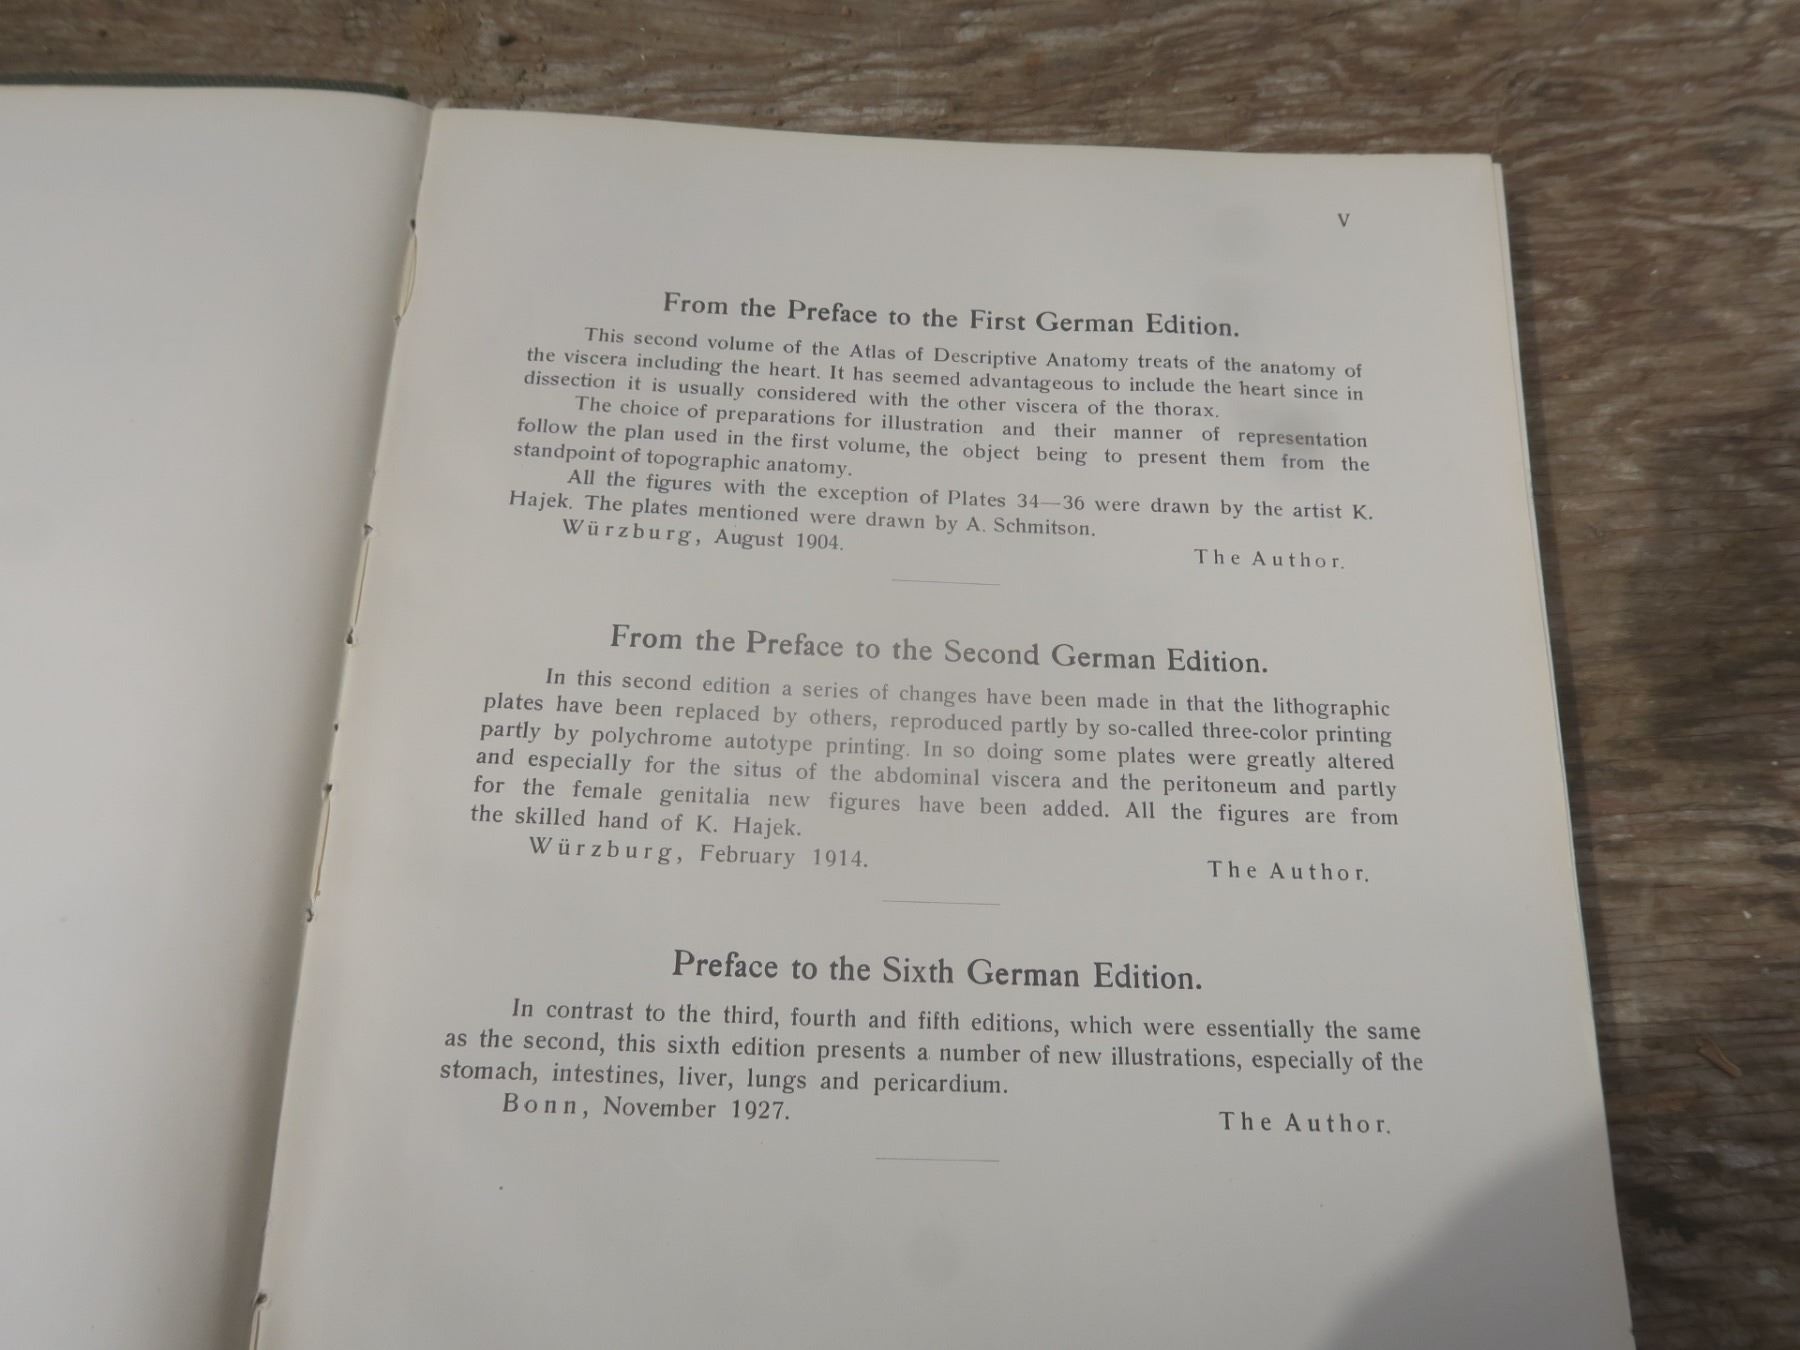 V
From the Preface to the First German Edition.
This second volume of the Atlas of Descriptive Anatomy treats of the anatomy of
the viscera including the heart. It has seemed advantageous to include the heart since in
dissection it is usually considered with the other viscera of the thorax.
The choice of preparations for illustration and their manner of representation
follow the plan used in the first volume, the object being to present them from the
standpoint of topographic anatomy.
All the figures with the exception of Plates 34—36 were drawn by the artist K.
Hajek. The plates mentioned were drawn by A. Schmitson.
Würzburg, August 1904.
The Author.
From the Preface to the Second German Edition.
In this second edition a series of changes have been made in that the lithographic
plates have been replaced by others, reproduced partly by so-called three-color printing
partly by polychrome autotype printing. In so doing some plates were greatly altered
and especially for the situs of the abdominal viscera and the peritoneum and partly
for the female genitalia new figures have been added. All the figures are from
the skilled hand of K. Hajek.
Würzburg, February 1914.
The Author.
Preface to the Sixth German Edition.
In contrast to the third, fourth and fifth editions, which were essentially the same
as the second, this sixth edition presents a number of new illustrations, especially of the
stomach, intestines, liver, lungs and pericardium.
Bonn, November 1927.
The Author.